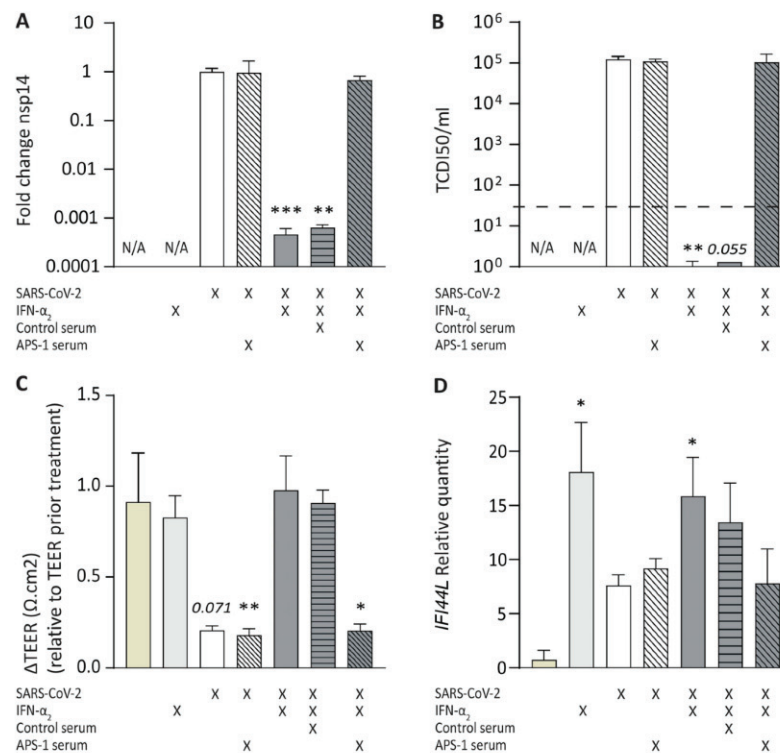 A
Fold change nsp14
10
1
0.1
0.01
0.001
0.0001
N/A N/A *** **
SARS-CoV-2 X X X X X
IFN-α2 X X X X
Control serum X
APS-1 serum X X
B
TCDI50/ml
10⁶
10⁵
10⁴
10³
10²
10¹
10⁰
N/A N/A ** 0.055
SARS-CoV-2 X X X X X
IFN-α2 X X X X
Control serum X
APS-1 serum X X
C
ΔTEER (Ω.cm2)
(relative to TEER prior treatment)
1.5
1.0
0.5
0.0
0.071 ** *
SARS-CoV-2 X X X X X
IFN-α2 X X X X
Control serum X
APS-1 serum X X
D
IFI44L Relative quantity
25
20
15
10
5
0
* *
SARS-CoV-2 X X X X X
IFN-α2 X X X X
Control serum X
APS-1 serum X X